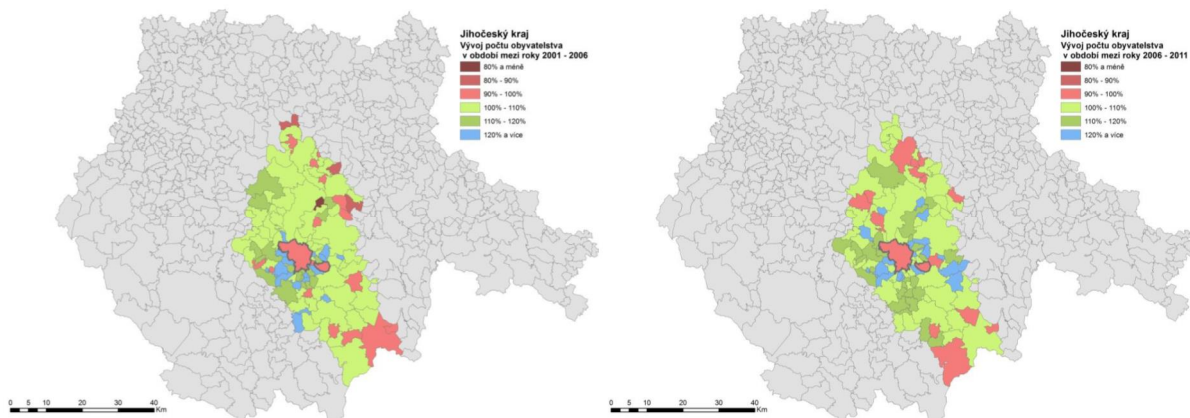 Jihočeský kraj
Vývoj počtu obyvatelstva
v období mezi roky 2001 - 2006
80% a méně
80% - 90%
90% - 100%
100% - 110%
110% - 120%
120% a více
0 5 10 20 30 40
Km
Jihočeský kraj
Vývoj počtu obyvatelstva
v období mezi roky 2006 - 2011
80% a méně
80% - 90%
90% - 100%
100% - 110%
110% - 120%
120% a více
0 5 10 20 30 40
Km